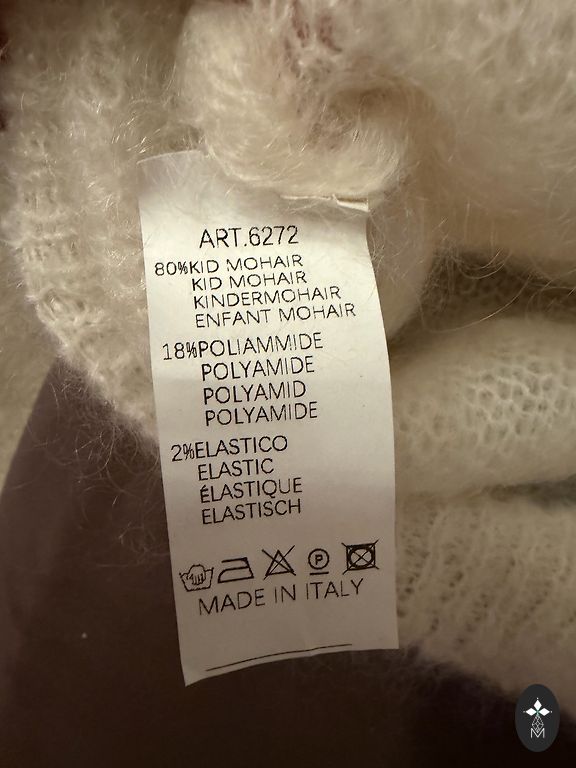 ART.6272
80%KID MOHAIR
KID MOHAIR
KINDERMOHAIR
ENFANT MOHAIR
18%POLIAMMIDE
POLYAMIDE
POLYAMID
POLYAMIDE
2%ELASTICO
ELASTIC
ÉLASTIQUE
ELASTISCH
P
MADE IN ITALY
M